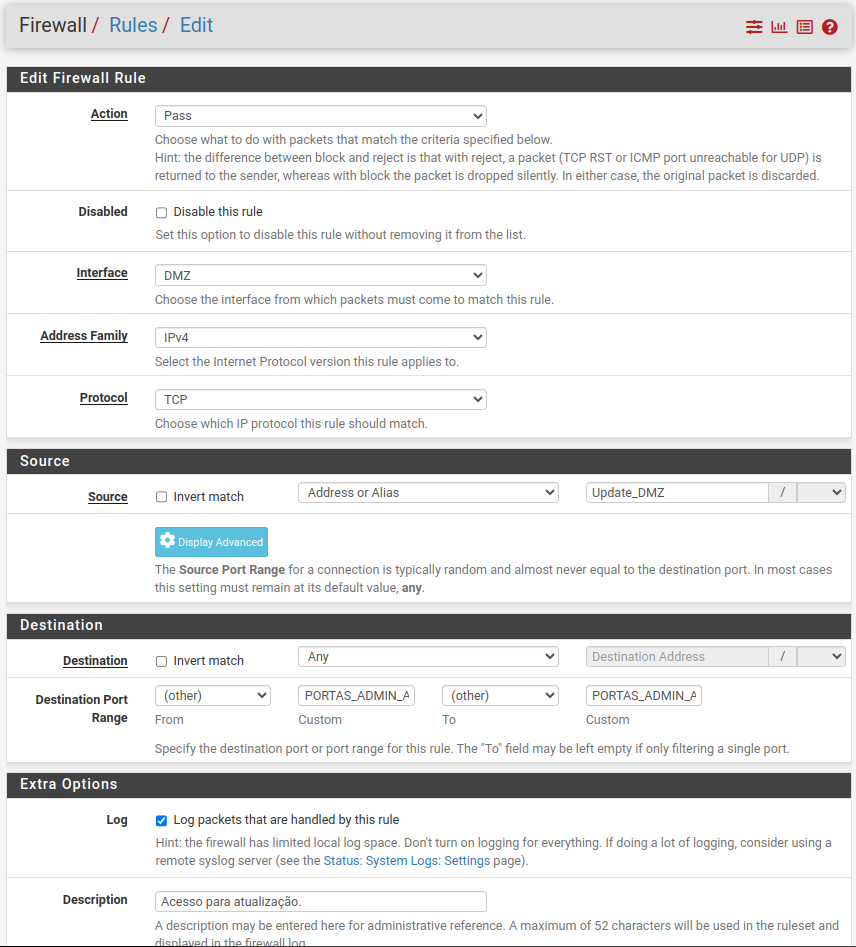 Firewall / Rules / Edit
Edit Firewall Rule
Action
Pass
Choose what to do with packets that match the criteria specified below.
Hint: the difference between block and reject is that with reject, a packet (TCP RST or ICMP port unreachable for UDP) is
returned to the sender, whereas with block the packet is dropped silently. In either case, the original packet is discarded.
Disabled
Disable this rule
Set this option to disable this rule without removing it from the list.
Interface
DMZ
Choose the interface from which packets must come to match this rule.
Address Family
IPv4
Select the Internet Protocol version this rule applies to.
Protocol
TCP
Choose which IP protocol this rule should match.
Source
Source
Invert match
Address or Alias
Update_DMZ
/
Display Advanced
The Source Port Range for a connection is typically random and almost never equal to the destination port. In most cases
this setting must remain at its default value, any.
Destination
Destination
Invert match
Any
Destination Address
/
Destination Port
Range
(other)
PORTAS_ADMIN_A
(other)
PORTAS_ADMIN_A
From
Custom
To
Custom
Specify the destination port or port range for this rule. The "To" field may be left empty if only filtering a single port.
Extra Options
Log
Log packets that are handled by this rule
Hint: the firewall has limited local log space. Don't turn on logging for everything. If doing a lot of logging, consider using a
remote syslog server (see the Status: System Logs: Settings page).
Description
Acesso para atualização.
A description may be entered here for administrative reference. A maximum of 52 characters will be used in the ruleset and
displayed in the firewall log.